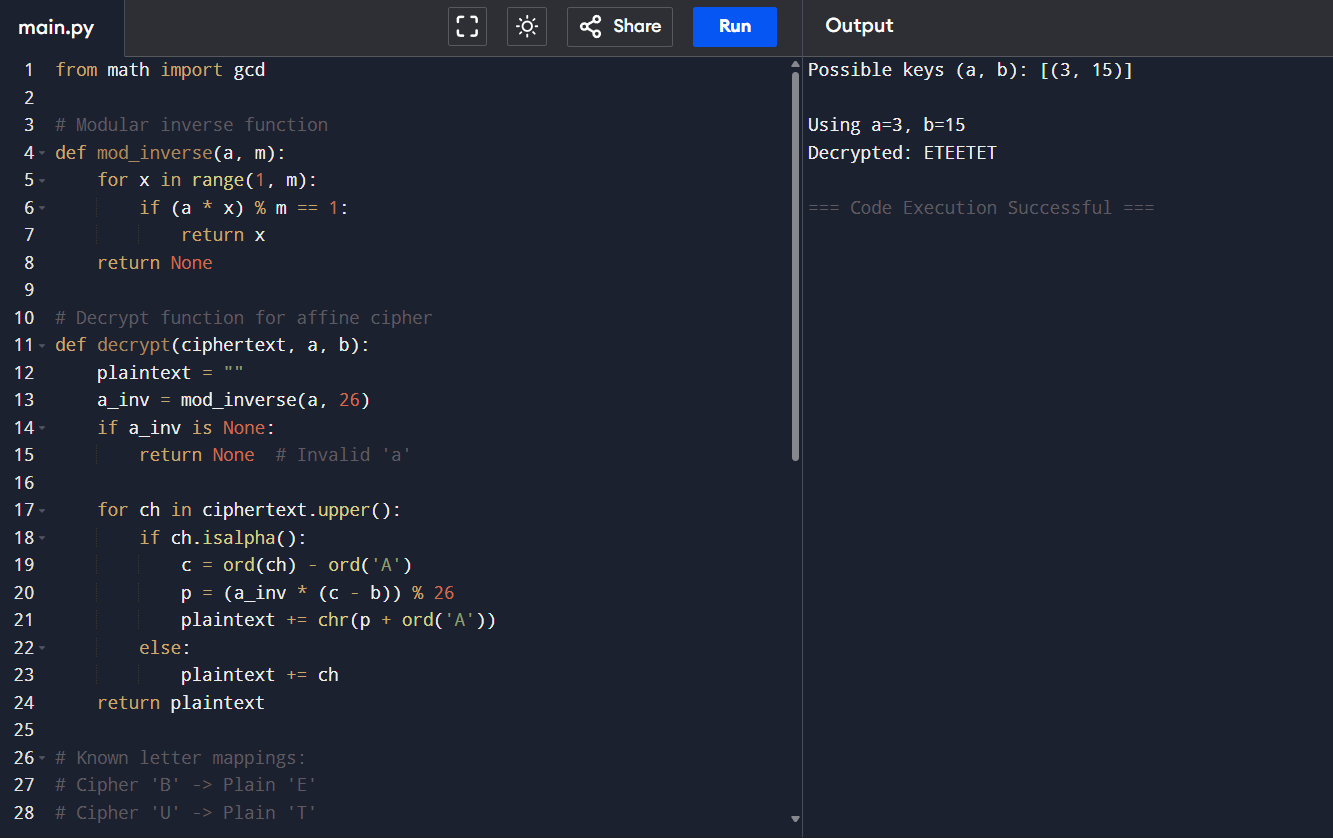 main.py
Share
Run
Output
1 from math import gcd
2
3 # Modular inverse function
4 def mod_inverse(a, m):
5     for x in range(1, m):
6         if (a * x) % m == 1:
7             return x
8     return None
9
10 # Decrypt function for affine cipher
11 def decrypt(ciphertext, a, b):
12     plaintext = ""
13     a_inv = mod_inverse(a, 26)
14     if a_inv is None:
15         return None  # Invalid 'a'
16
17     for ch in ciphertext.upper():
18         if ch.isalpha():
19             c = ord(ch) - ord('A')
20             p = (a_inv * (c - b)) % 26
21             plaintext += chr(p + ord('A'))
22         else:
23             plaintext += ch
24     return plaintext
25
26 # Known letter mappings:
27 # Cipher 'B' -> Plain 'E'
28 # Cipher 'U' -> Plain 'T'
Possible keys (a, b): [(3, 15)]
Using a=3, b=15
Decrypted: ETEETET
=== Code Execution Successful ===